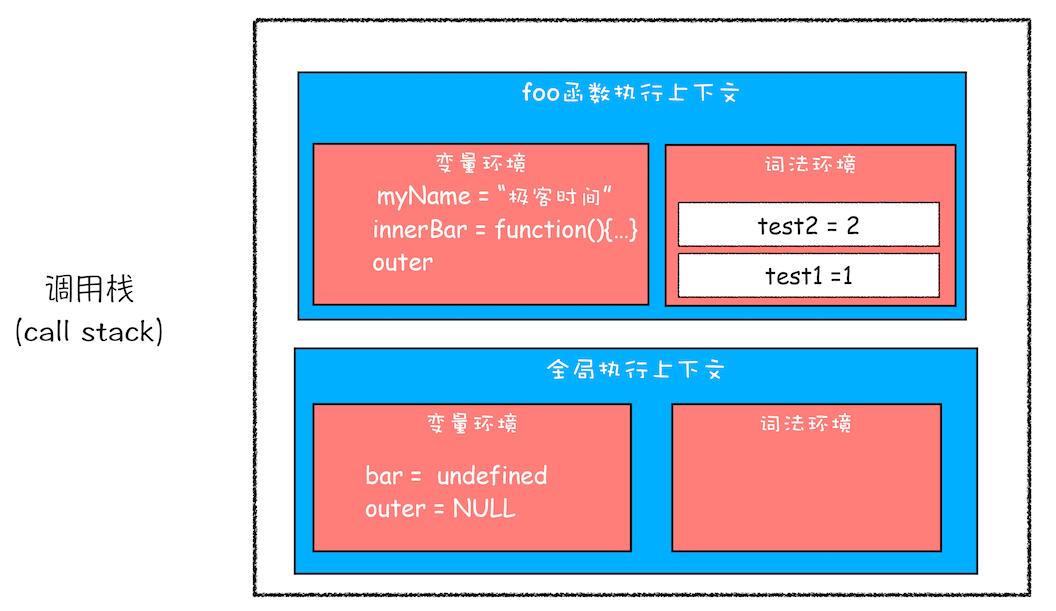 foo函数执行上下文
变量环境
myName = “极客时间”
innerBar = function(){...}
outer
词法环境
test2 = 2
test1 =1
调用栈
(call stack)
全局执行上下文
变量环境
bar = undefined
outer = NULL
词法环境